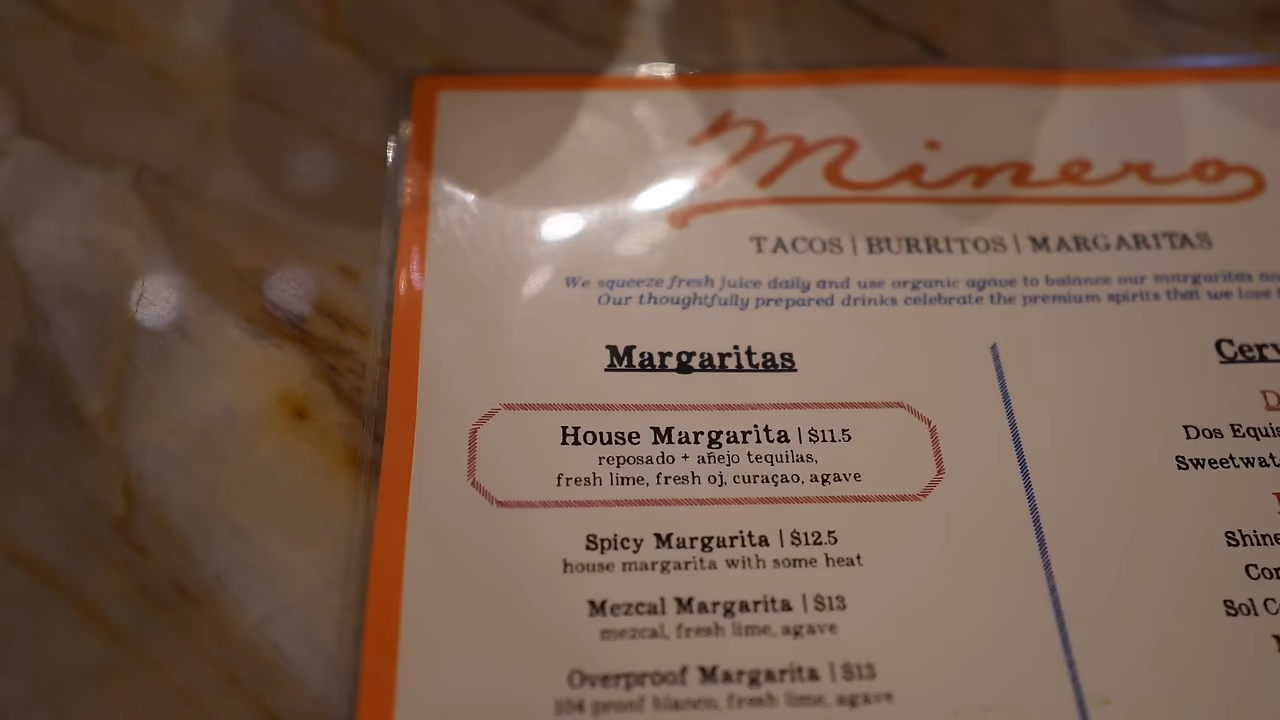 Minero
TACOS | BURRITOS | MARGARITAS
We squeeze fresh juice daily and use organic agave to balance our margaritas
Our thoughtfully prepared drinks celebrate the premium spirits that we love
Margaritas
House Margarita | $11.5
reposado + añejo tequilas,
fresh lime, fresh oj, curaçao, agave
Spicy Margarita | $12.5
house margarita with some heat
Mezcal Margarita | $13
mezcal, fresh lime, agave
Overproof Margarita | $13
104 proof blanco, fresh lime, agave
Cerv
D
Dos Equis
Sweetwat
Shine
Cor
Sol C